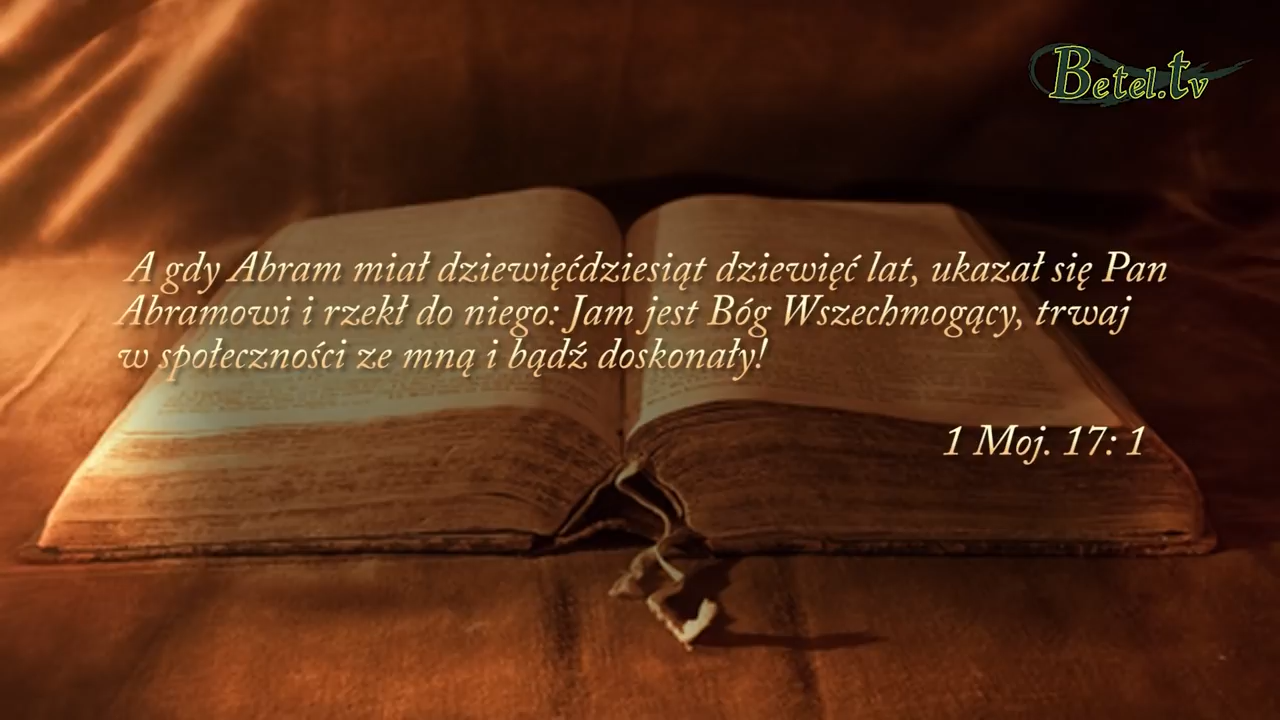 Betel.tv
A gdy Abram miał dziewięćdziesiąt dziewięć lat, ukazał się Pan
Abramowi i rzekł do niego: Jam jest Bóg Wszechmogący, trwaj
w społeczności ze mną i bądź doskonały!
1 Moj. 17: 1